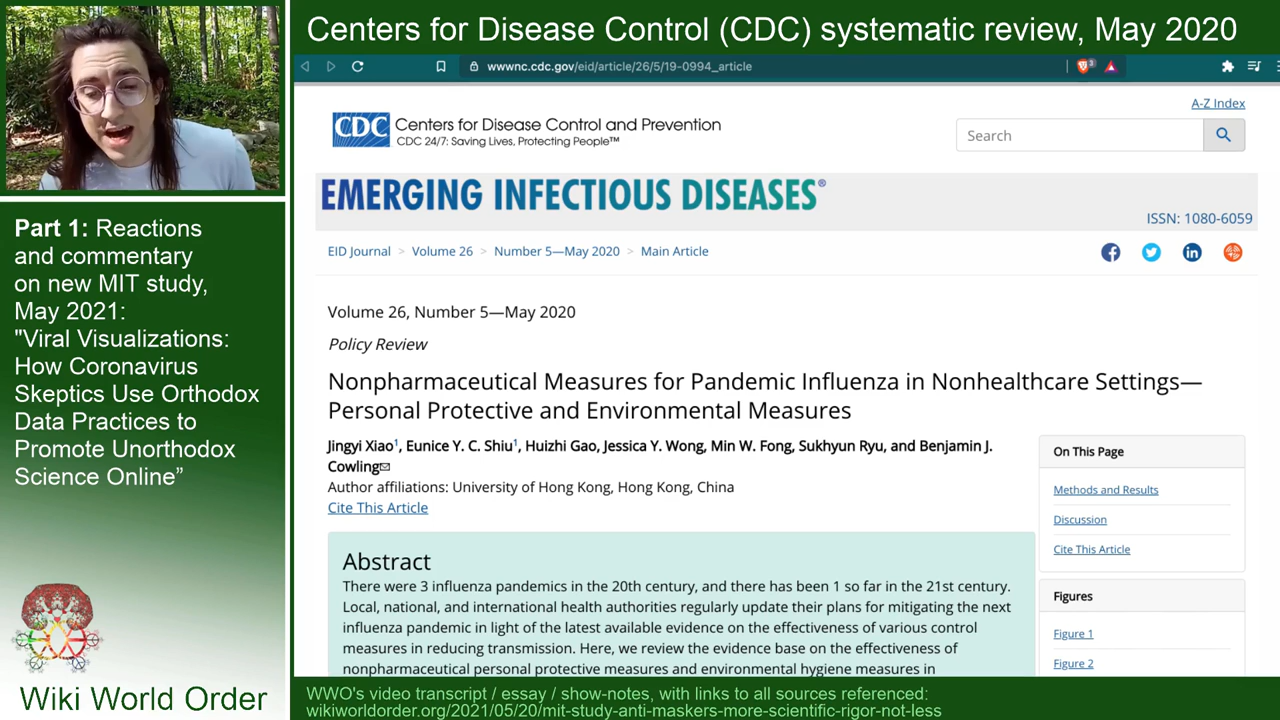 Centers for Disease Control (CDC) systematic review, May 2020
wwwnc.cdc.gov/eid/article/26/5/19-0994_article
3
A-Z Index
CDC
Centers for Disease Control and Prevention
CDC 24/7: Saving Lives, Protecting People™
Search
EMERGING INFECTIOUS DISEASES®
ISSN: 1080-6059
EID Journal > Volume 26 > Number 5—May 2020 > Main Article
Volume 26, Number 5—May 2020
Policy Review
Nonpharmaceutical Measures for Pandemic Influenza in Nonhealthcare Settings—
Personal Protective and Environmental Measures
Jingyi Xiao1, Eunice Y. C. Shiu1, Huizhi Gao, Jessica Y. Wong, Min W. Fong, Sukhyun Ryu, and Benjamin J.
Cowling
Author affiliations: University of Hong Kong, Hong Kong, China
Cite This Article
Abstract
There were 3 influenza pandemics in the 20th century, and there has been 1 so far in the 21st century.
Local, national, and international health authorities regularly update their plans for mitigating the next
influenza pandemic in light of the latest available evidence on the effectiveness of various control
measures in reducing transmission. Here, we review the evidence base on the effectiveness of
nonpharmaceutical personal protective measures and environmental hygiene measures in
On This Page
Methods and Results
Discussion
Cite This Article
Figures
Figure 1
Figure 2
Part 1: Reactions
and commentary
on new MIT study,
May 2021:
"Viral Visualizations:
How Coronavirus
Skeptics Use Orthodox
Data Practices to
Promote Unorthodox
Science Online”
Wiki World Order
WWO's video transcript / essay / show-notes, with links to all sources referenced:
wikiworldorder.org/2021/05/20/mit-study-anti-maskers-more-scientific-rigor-not-less